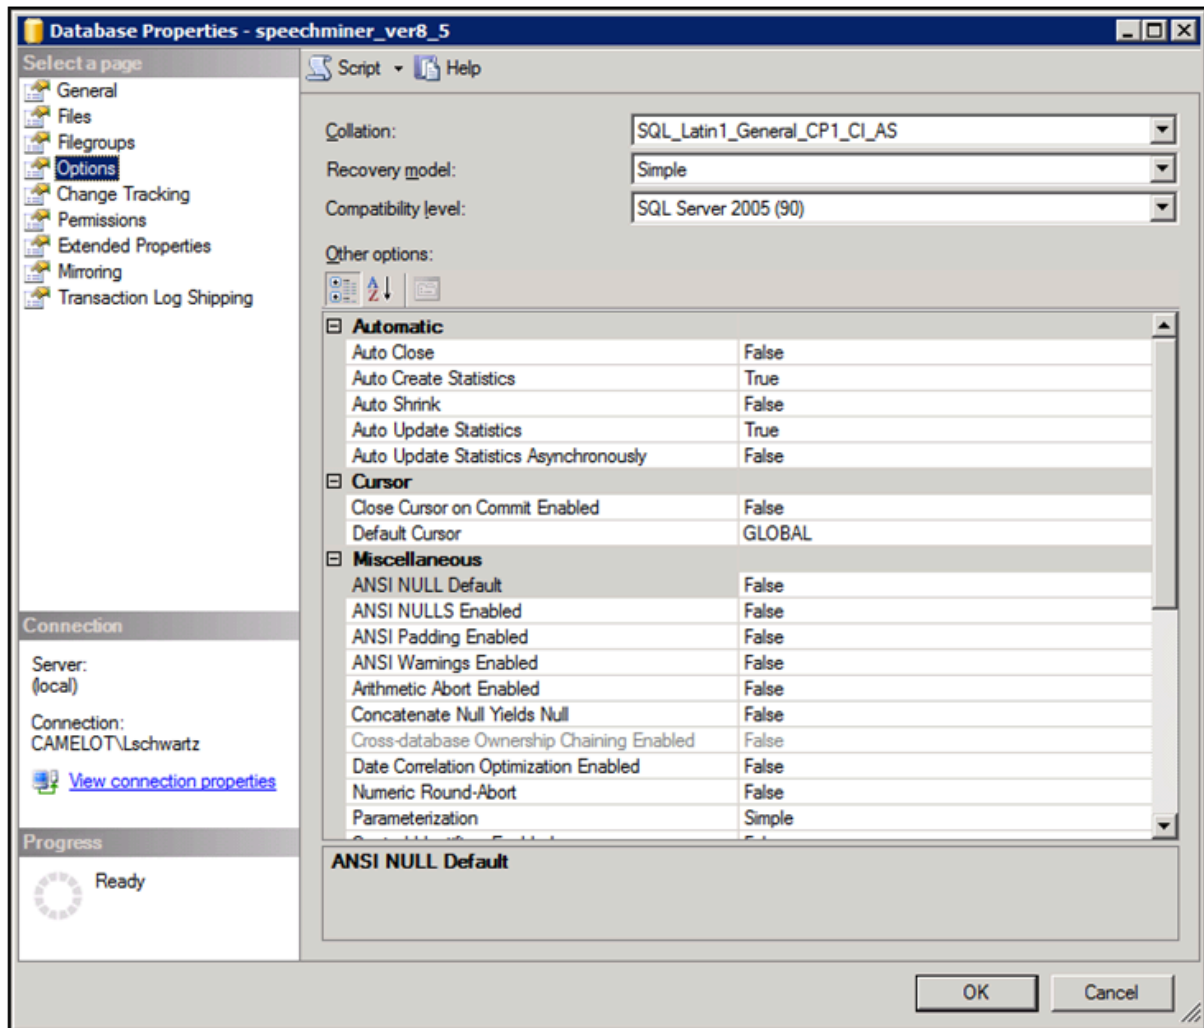 Database Properties - speechminer_ver8_5
Select a page
General
Files
Filegroups
Options
Change Tracking
Permissions
Extended Properties
Mirroring
Transaction Log Shipping
Connection
Server:
(local)
Connection:
CAMELOT\Lschwartz
View connection properties
Progress
Ready
Script Help
Collation: SQL_Latin1_General_CP1_CI_AS
Recovery model: Simple
Compatibility level: SQL Server 2005 (90)
Other options:
Automatic
Auto Close False
Auto Create Statistics True
Auto Shrink False
Auto Update Statistics True
Auto Update Statistics Asynchronously False
Cursor
Close Cursor on Commit Enabled False
Default Cursor GLOBAL
Miscellaneous
ANSI NULL Default False
ANSI NULLS Enabled False
ANSI Padding Enabled False
ANSI Warnings Enabled False
Arithmetic Abort Enabled False
Concatenate Null Yields Null False
Cross-database Ownership Chaining Enabled False
Date Correlation Optimization Enabled False
Numeric Round-Abort False
Parameterization Simple
ANSI NULL Default
OK Cancel